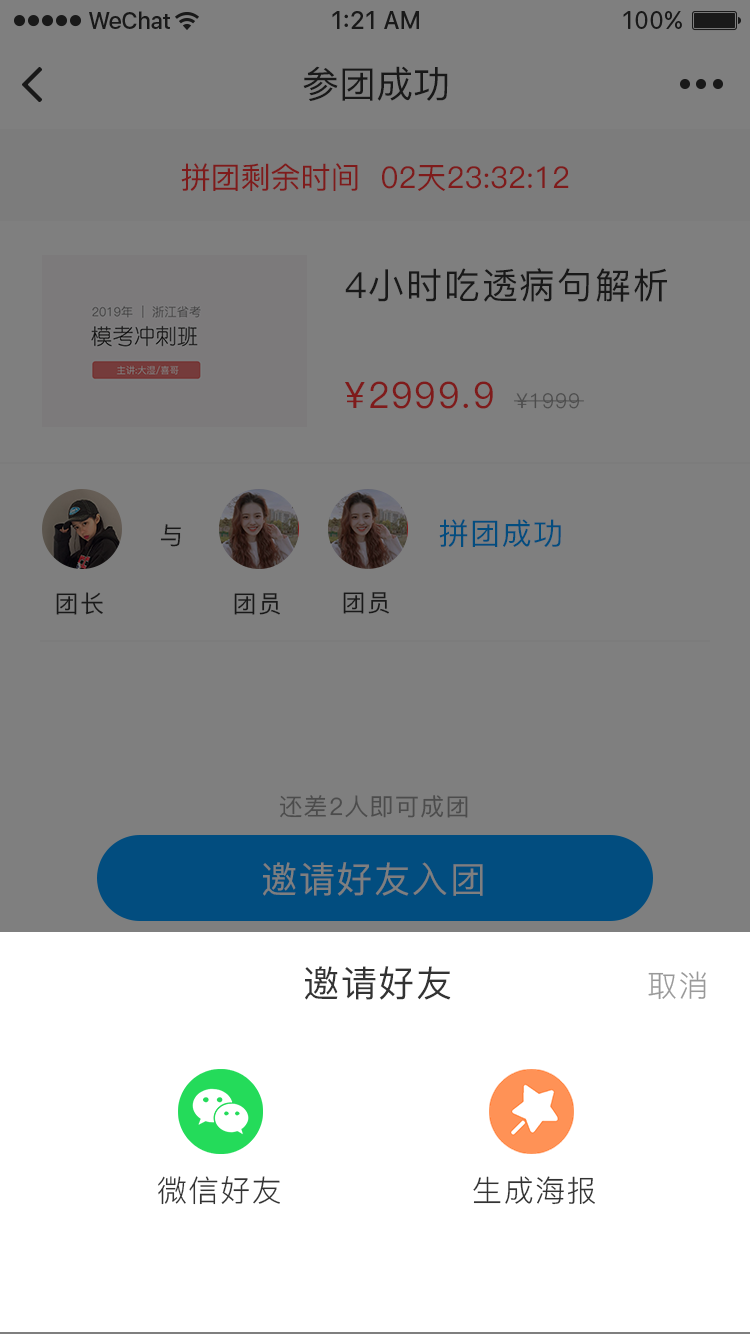 ●●●●● WeChat 1:21 AM 100%
参团成功
拼团剩余时间 02天23:32:12
4小时吃透病句解析
2019年 | 浙江省考
模考冲刺班
主讲:大涩/喜哥
¥2999.9 ¥1999
与
拼团成功
团长 团员 团员
还差2人即可成团
邀请好友入团
邀请好友 取消
微信好友 生成海报